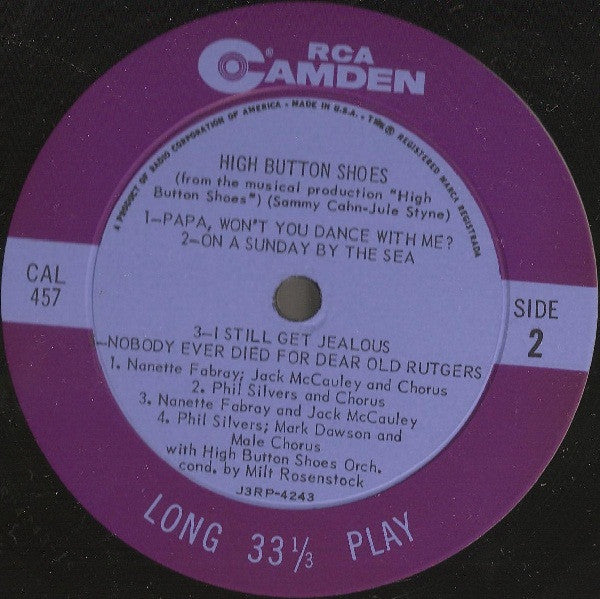 RCA
CAMDEN
A PRODUCT OF RADIO CORPORATION OF AMERICA - MADE IN U.S.A. - TMK(S) ® REGISTERED MARCA REGISTRADA
HIGH BUTTON SHOES
(from the musical production "High
Button Shoes") (Sammy Cahn-Jule Styne)
1—PAPA, WON'T YOU DANCE WITH ME?
2—ON A SUNDAY BY THE SEA
CAL
457
SIDE
2
3—I STILL GET JEALOUS
—NOBODY EVER DIED FOR DEAR OLD RUTGERS
1. Nanette Fabray; Jack McCauley and Chorus
2. Phil Silvers and Chorus
3. Nanette Fabray and Jack McCauley
4. Phil Silvers; Mark Dawson and
Male Chorus
with High Button Shoes Orch.
cond. by Milt Rosenstock
J3RP-4243
LONG 33⅓ PLAY